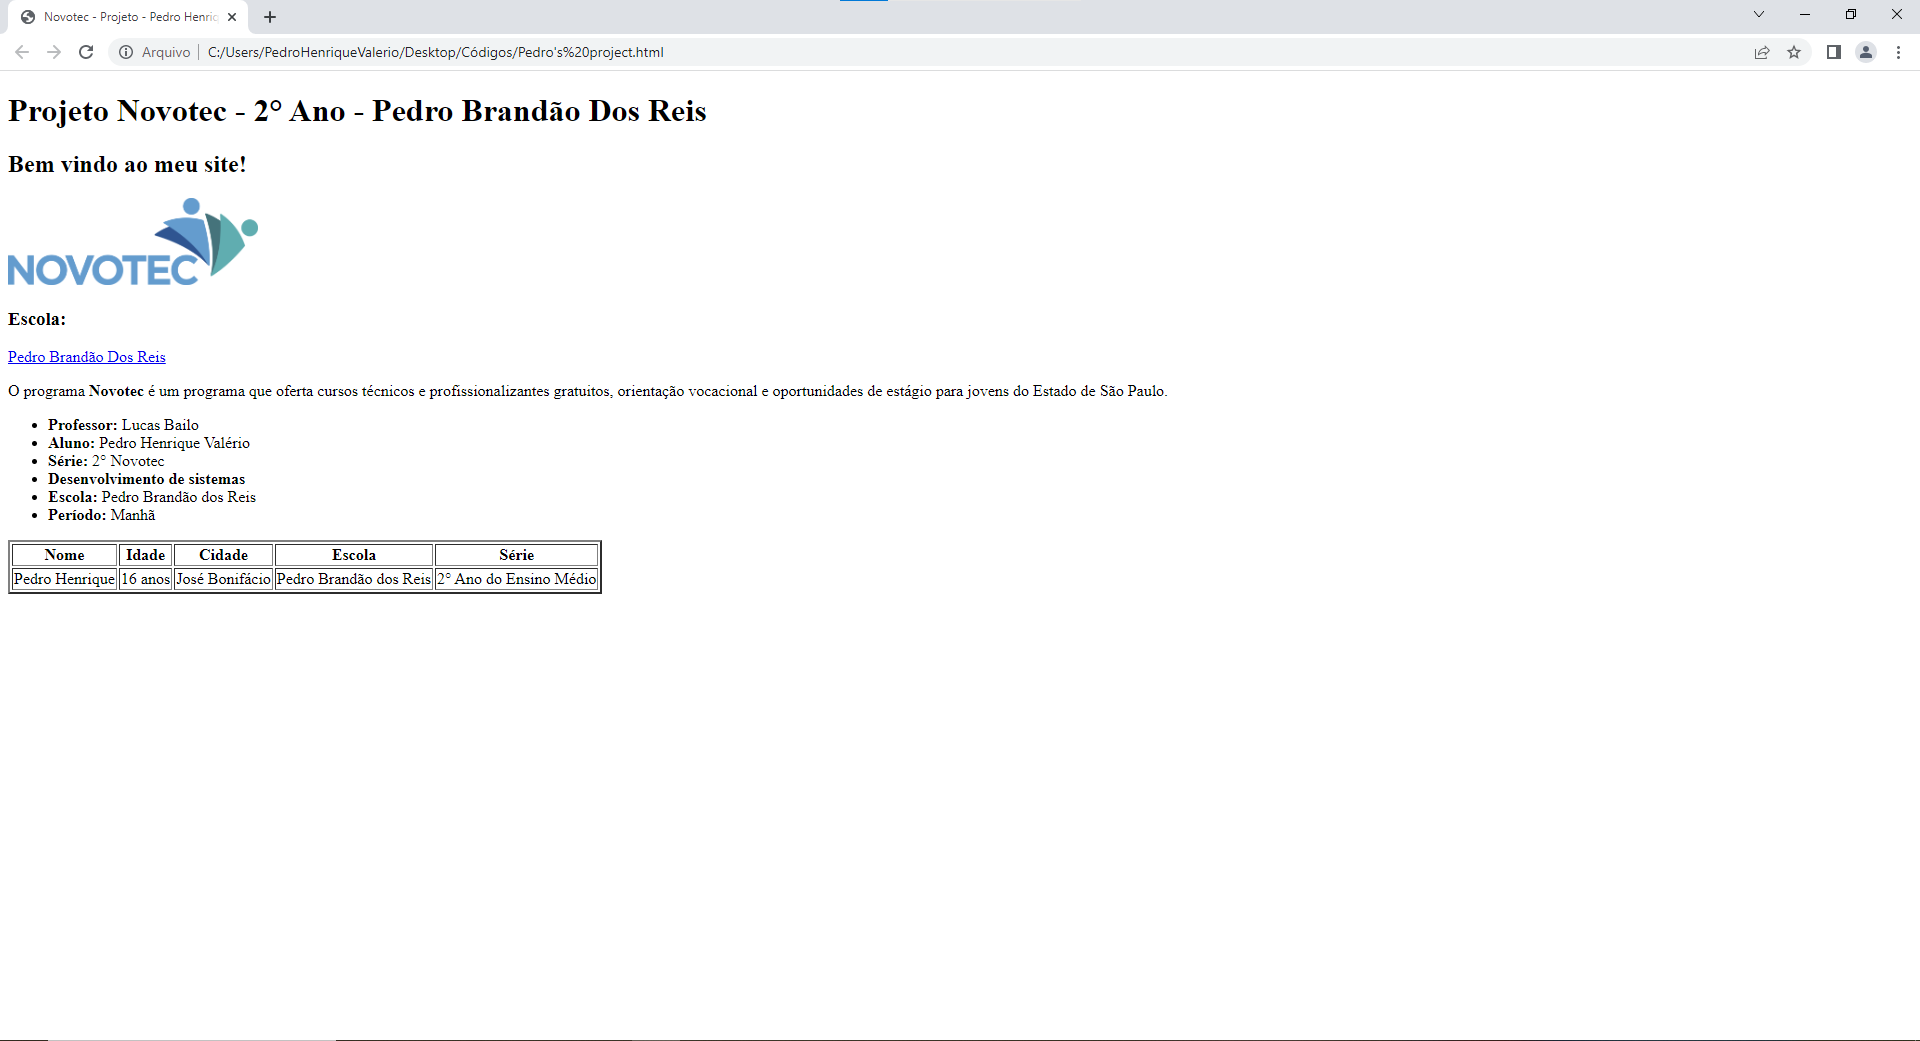 Novotec - Projeto - Pedro Henriq
Arquivo | C:/Users/PedroHenriqueValerio/Desktop/Códigos/Pedro's%20project.html
Projeto Novotec - 2° Ano - Pedro Brandão Dos Reis
Bem vindo ao meu site!
NOVOTEC
Escola:
Pedro Brandão Dos Reis
O programa Novotec é um programa que oferta cursos técnicos e profissionalizantes gratuitos, orientação vocacional e oportunidades de estágio para jovens do Estado de São Paulo.
Professor: Lucas Bailo
Aluno: Pedro Henrique Valério
Série: 2° Novotec
Desenvolvimento de sistemas
Escola: Pedro Brandão dos Reis
Período: Manhã
Nome Idade Cidade Escola Série
Pedro Henrique 16 anos José Bonifácio Pedro Brandão dos Reis 2° Ano do Ensino Médio